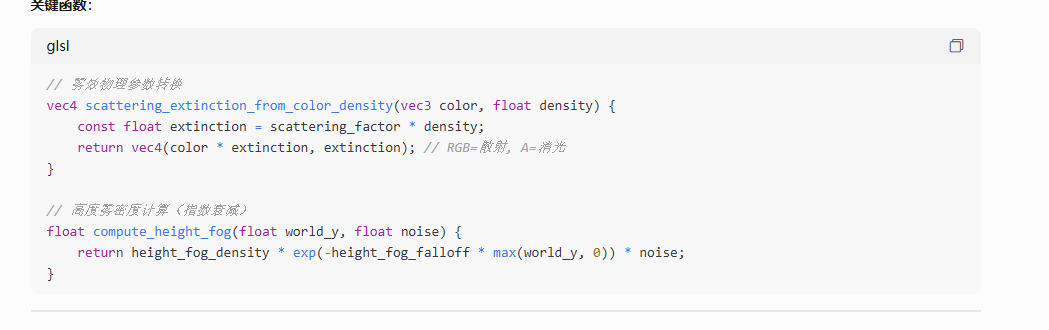 关键函数：
glsl
// 雾效物理参数转换
vec4 scattering_extinction_from_color_density(vec3 color, float density) {
    const float extinction = scattering_factor * density;
    return vec4(color * extinction, extinction); // RGB=散射, A=消光
}
// 高度雾密度计算（指数衰减）
float compute_height_fog(float world_y, float noise) {
    return height_fog_density * exp(-height_fog_falloff * max(world_y, 0)) * noise;
}